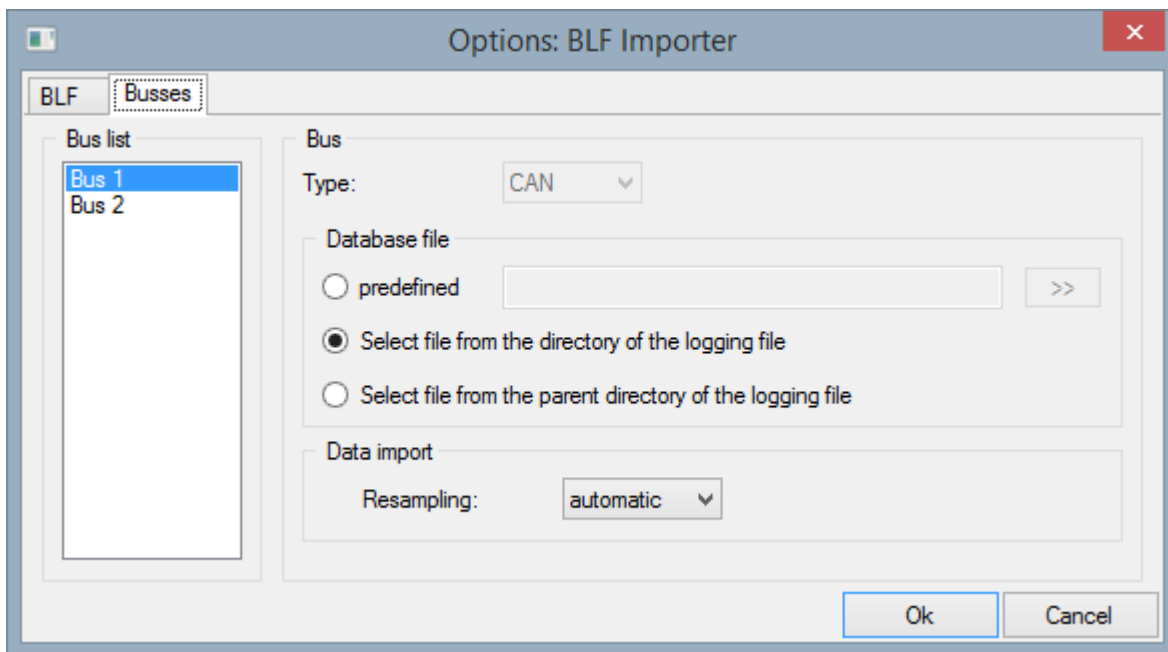 Options: BLF Importer
BLF Busses
Bus list
Bus 1
Bus 2
Bus
Type: CAN
Database file
predefined >>
Select file from the directory of the logging file
Select file from the parent directory of the logging file
Data import
Resampling: automatic
Ok Cancel